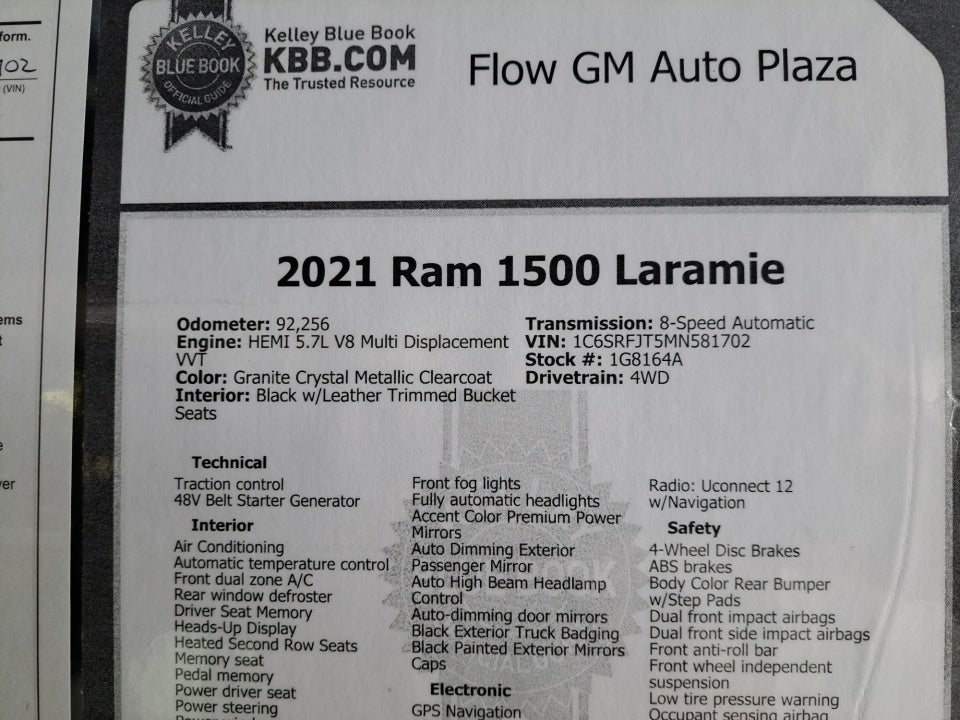 form.
102
(VIN)
ems
KELLEY
BLUE BOOK
OFFICIAL GUIDE
Kelley Blue Book
KBB.COM
The Trusted Resource
Flow GM Auto Plaza
2021 Ram 1500 Laramie
Odometer: 92,256
Engine: HEMI 5.7L V8 Multi Displacement
VVT
Color: Granite Crystal Metallic Clearcoat
Interior: Black w/Leather Trimmed Bucket
Seats
Transmission: 8-Speed Automatic
VIN: 1C6SRFJT5MN581702
Stock #: 1G8164A
Drivetrain: 4WD
Technical
Traction control
48V Belt Starter Generator
Interior
Air Conditioning
Automatic temperature control
Front dual zone A/C
Rear window defroster
Driver Seat Memory
Heads-Up Display
Heated Second Row Seats
Memory seat
Pedal memory
Power driver seat
Power steering
Front fog lights
Fully automatic headlights
Accent Color Premium Power
Mirrors
Auto Dimming Exterior
Passenger Mirror
Auto High Beam Headlamp
Control
Auto-dimming door mirrors
Black Exterior Truck Badging
Black Painted Exterior Mirrors
Caps
Electronic
GPS Navigation
Radio: Uconnect 12
w/Navigation
Safety
4-Wheel Disc Brakes
ABS brakes
Body Color Rear Bumper
w/Step Pads
Dual front impact airbags
Dual front side impact airbags
Front anti-roll bar
Front wheel independent
suspension
Low tire pressure warning
Occupant sensing airbag